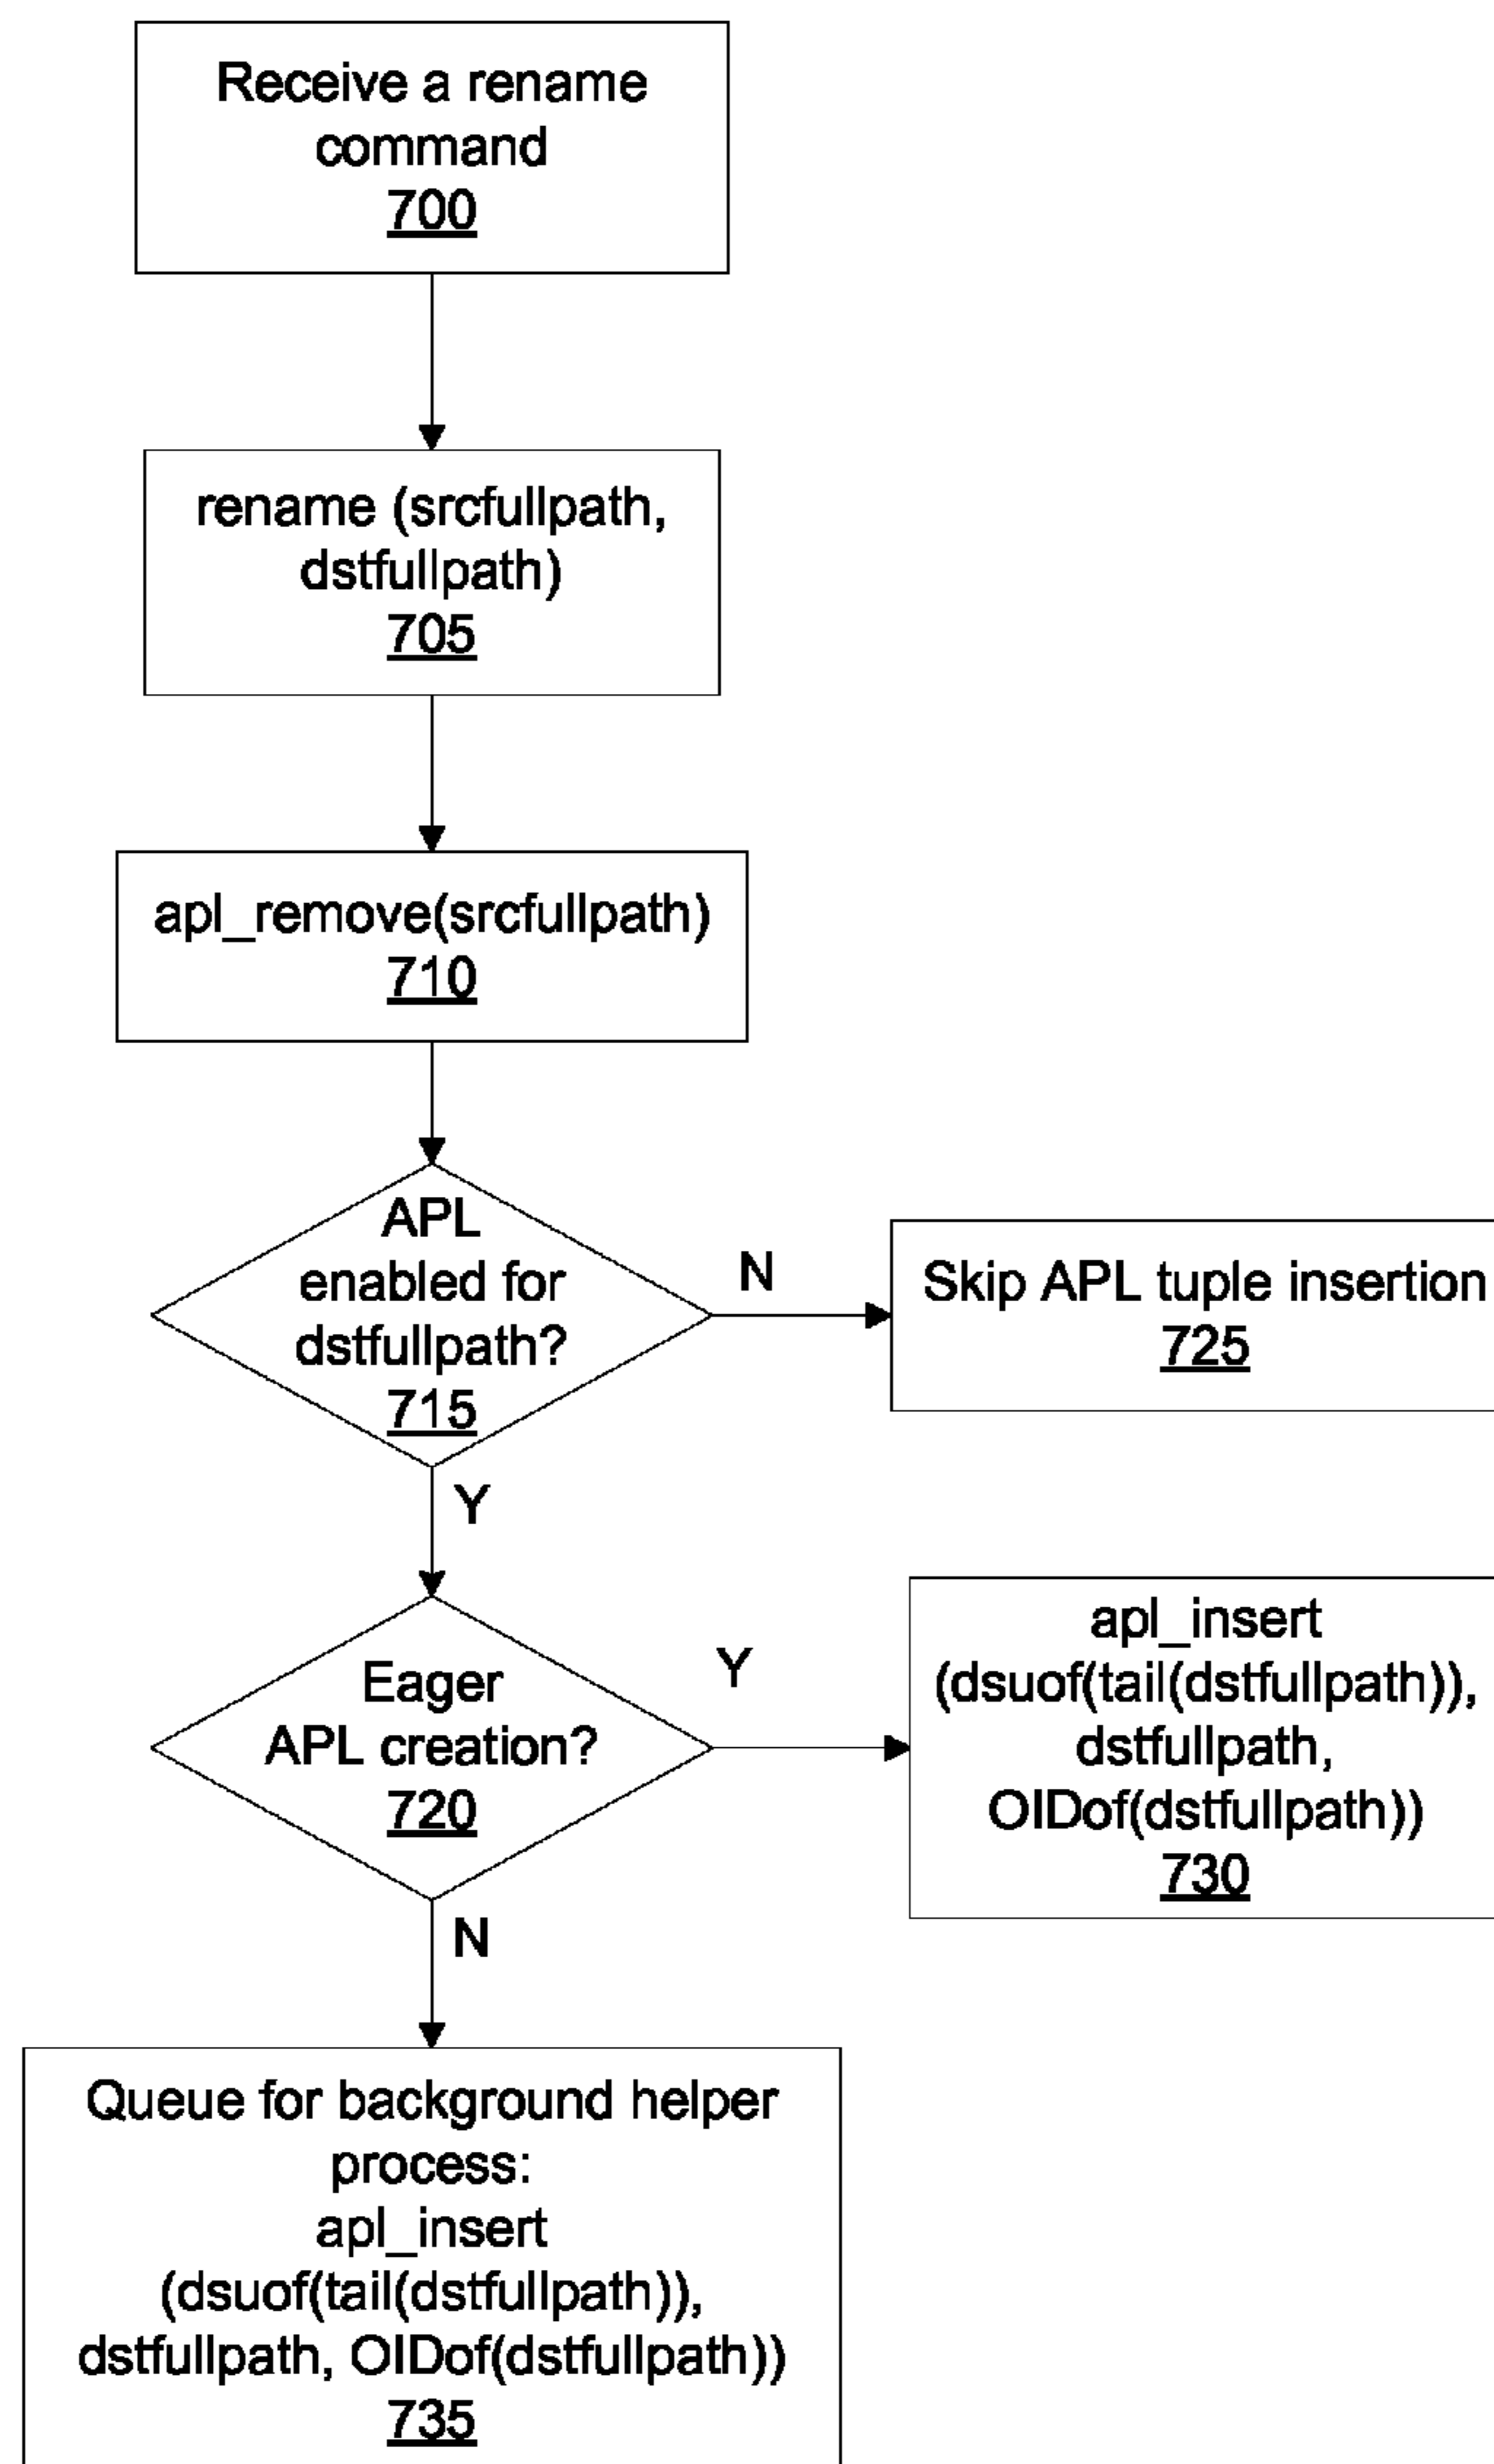 Receive a rename
command
700
rename (srcfullpath,
dstfullpath)
705
apl_remove(srcfullpath)
710
APL
enabled for
dstfullpath?
715
N
Skip APL tuple insertion
725
Y
Eager
APL creation?
720
Y
apl_insert
(dsuof(tail(dstfullpath)),
dstfullpath,
OIDof(dstfullpath))
730
N
Queue for background helper
process:
apl_insert
(dsuof(tail(dstfullpath)),
dstfullpath, OIDof(dstfullpath))
735